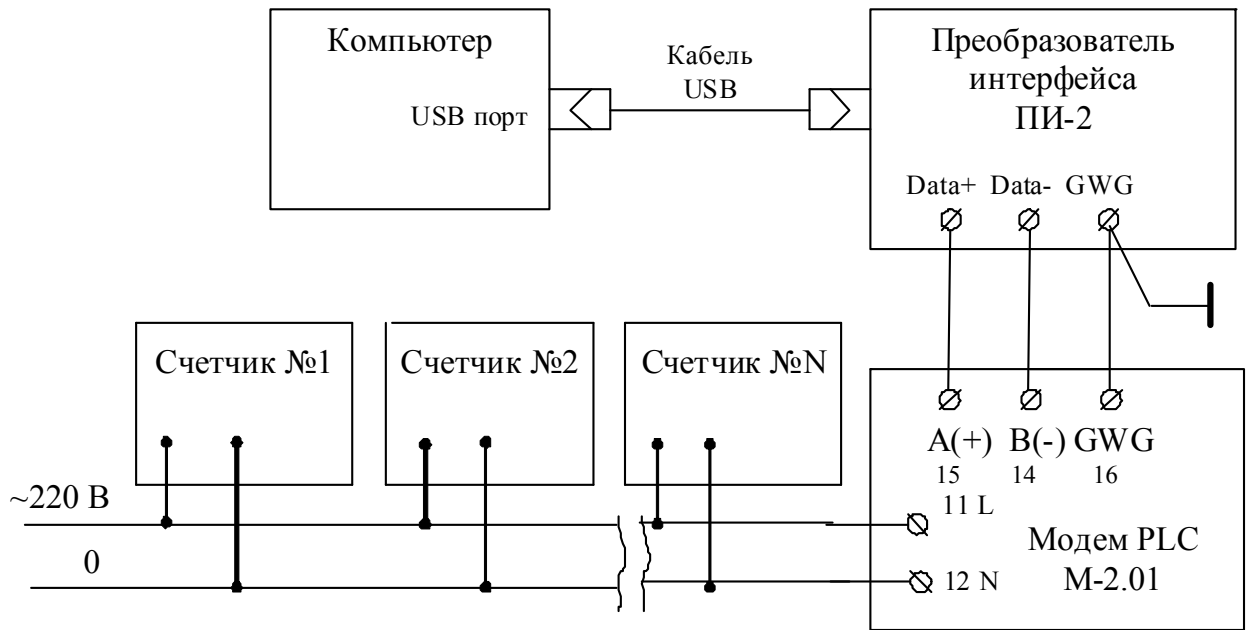 Компьютер
USB порт
Кабель
USB
Преобразователь
интерфейса
ПИ-2
Data+ Data- GWG
Счетчик №1
Счетчик №2
Счетчик №N
A(+) B(-) GWG
15 14 16
11 L
~220 В
0
12 N
Модем PLC
М-2.01